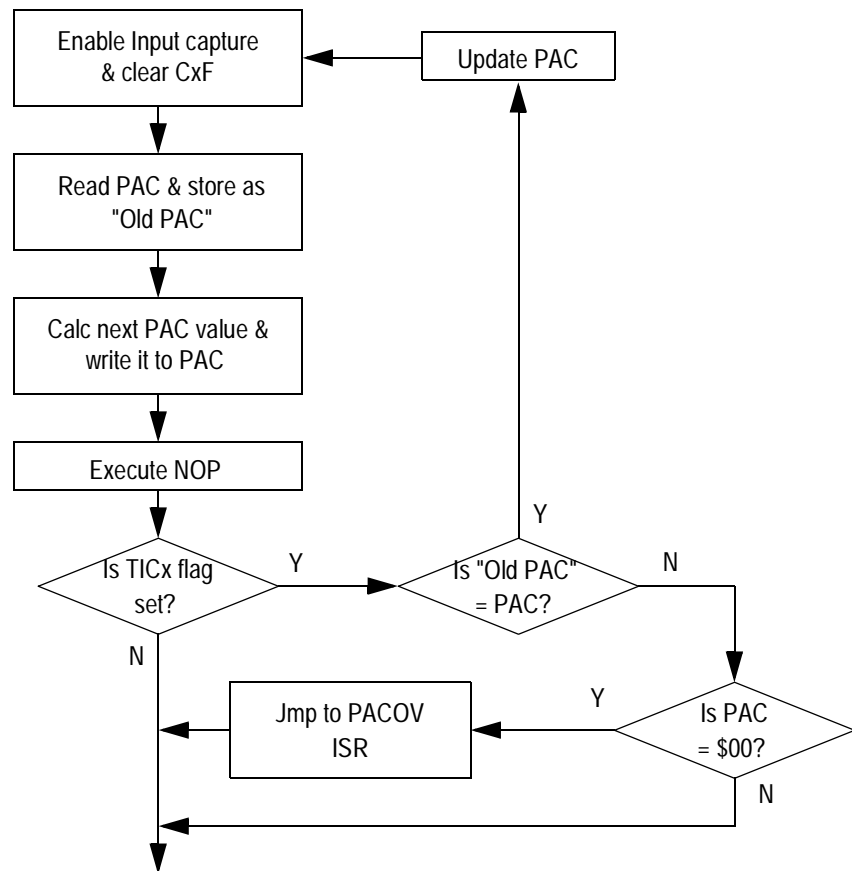 Enable Input capture
& clear CxF
Update PAC
Read PAC & store as
"Old PAC"
Calc next PAC value &
write it to PAC
Execute NOP
Is TICx flag
set?
Y
Is "Old PAC"
= PAC?
Y
N
N
Jmp to PACOV
ISR
Y
Is PAC
= $00?
N